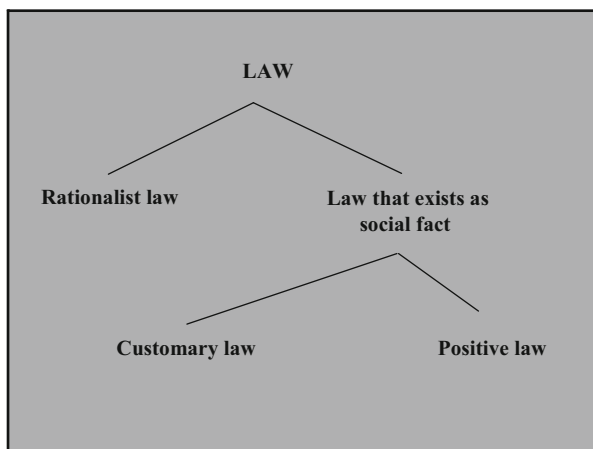 LAW
Rationalist law
Law that exists as
social fact
Customary law
Positive law